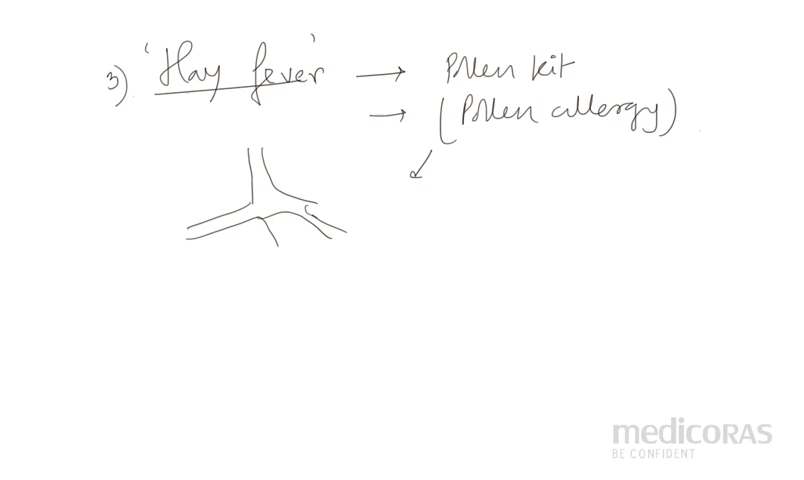 3) 'Hay fever' → Pollen kit
→ (Pollen allergy)
medicoRAS
BE CONFIDENT